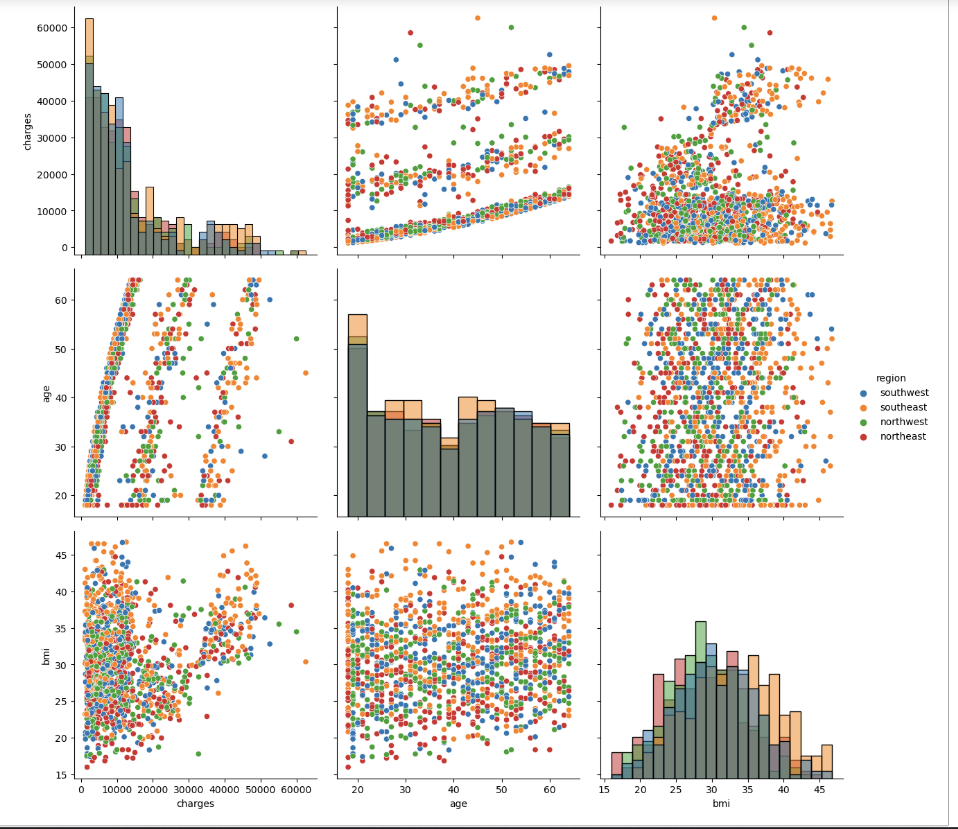 60000
50000
40000
30000
20000
10000
0
charges
60
50
40
30
20
age
region
southwest
southeast
northwest
northeast
45
40
35
30
25
20
15
bmi
0 10000 20000 30000 40000 50000 60000
charges
20 30 40 50 60
age
15 20 25 30 35 40 45
bmi